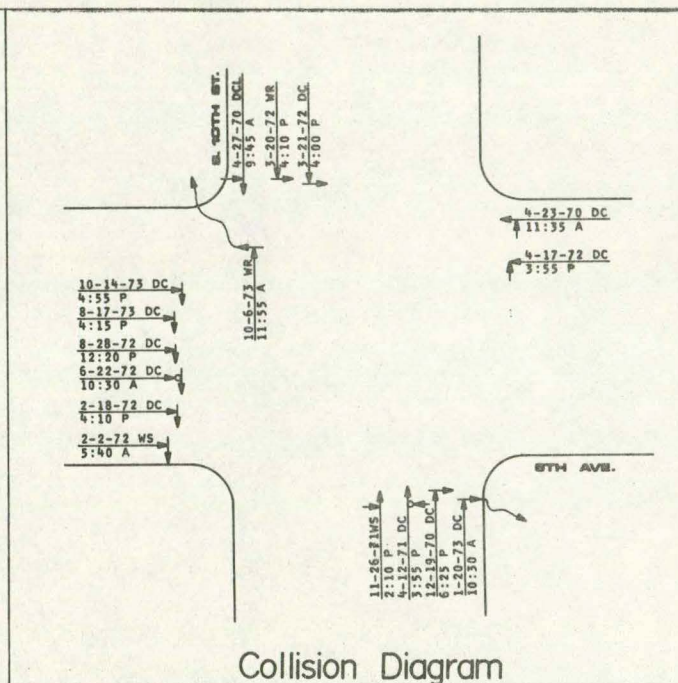 S. 10TH ST.
4-27-70 DCL
9:45 A
3-20-72 WR
4:10 P
3-21-72 DC
4:00 P
4-23-70 DC
11:35 A
4-17-72 DC
3:55 P
10-6-73 WR
11:55 A
10-14-73 DC
4:55 P
8-17-73 DC
4:15 P
8-28-72 DC
12:20 P
6-22-72 DC
10:30 A
2-18-72 DC
4:10 P
2-2-72 WS
5:40 A
6TH AVE.
11-26-71WS
2:10 P
4-12-71 DC
3:55 P
12-19-70 DC
6:25 P
1-20-73 DC
10:30 A
Collision Diagram